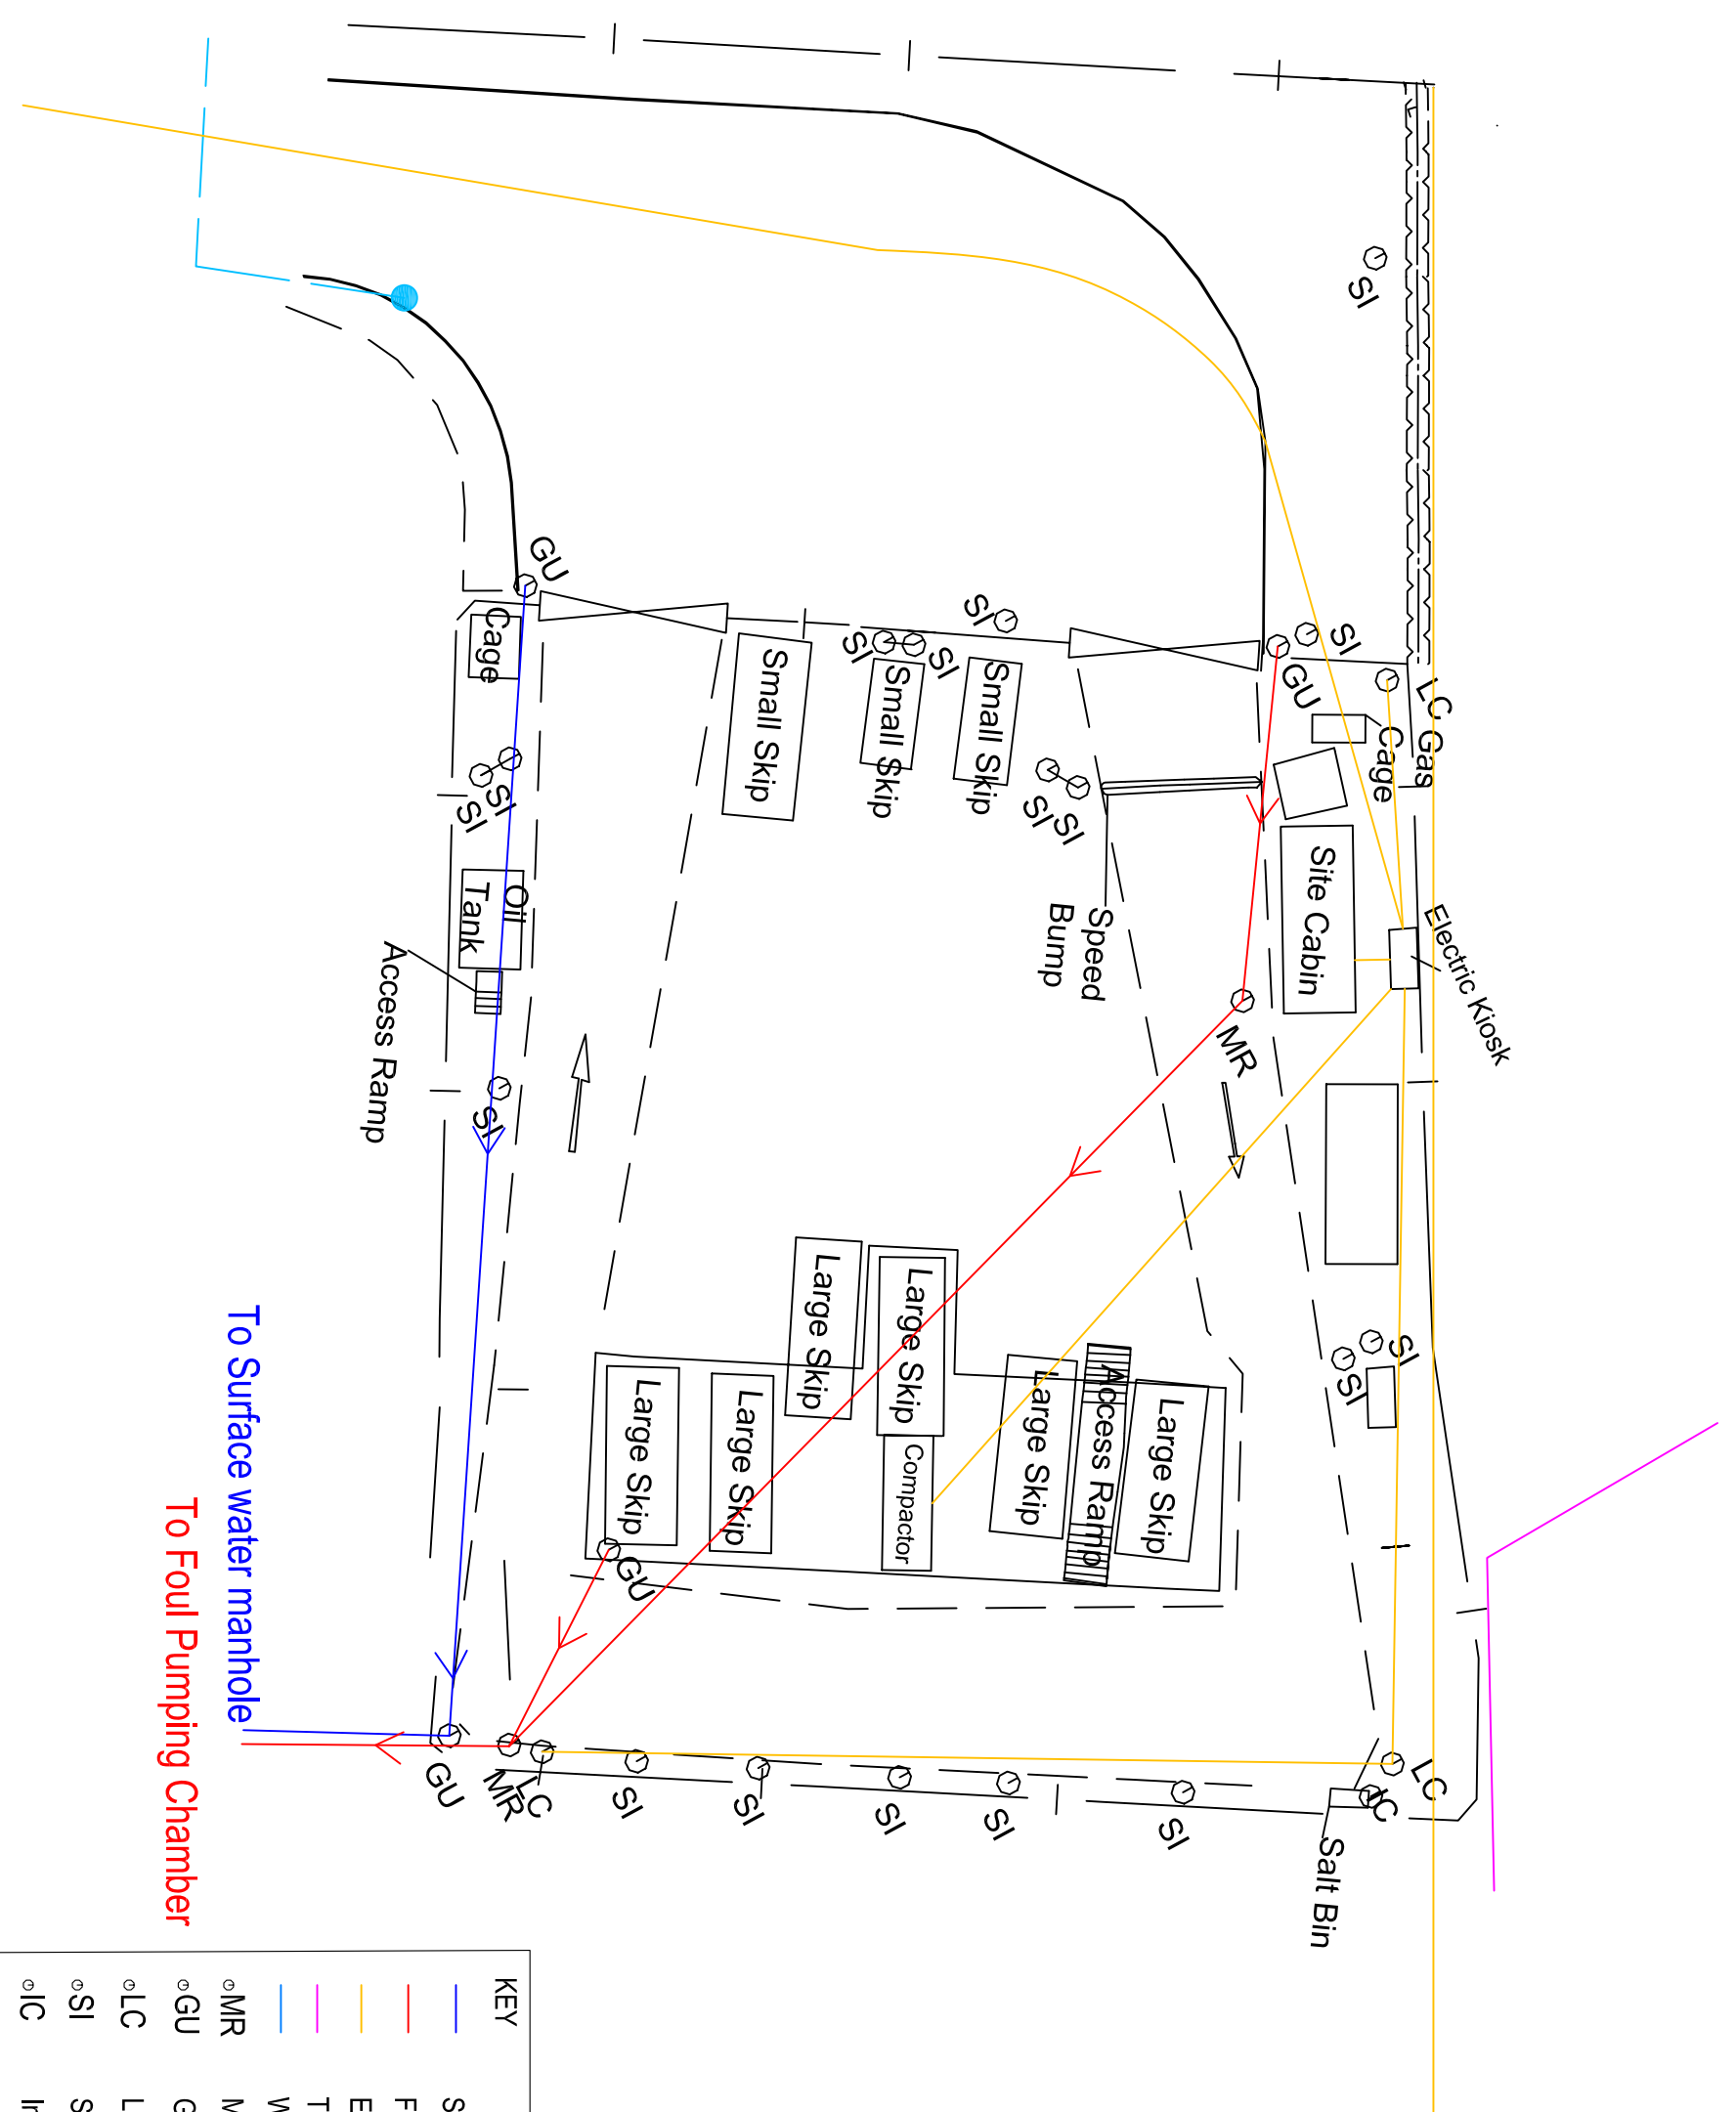 SI
GU
SI
SI
SI
SI
GU
LC Gas
Cage
Cage
Small Skip
Small Skip
Small Skip
SI
SI
SI
SI
Site Cabin
Electric Kiosk
Speed
Bump
Oil
Tank
Access Ramp
SI
MR
Large Skip
Large Skip
Large Skip
Large Skip
Large Skip
Access Ramp
Large Skip
Compactor
SI
SI
GU
To Surface water manhole
To Foul Pumping Chamber
GU
MR
LC
SI
SI
SI
SI
SI
IC
LC
Salt Bin
KEY
S
F
E
T
W
MR M
GU G
LC L
SI S
IC In